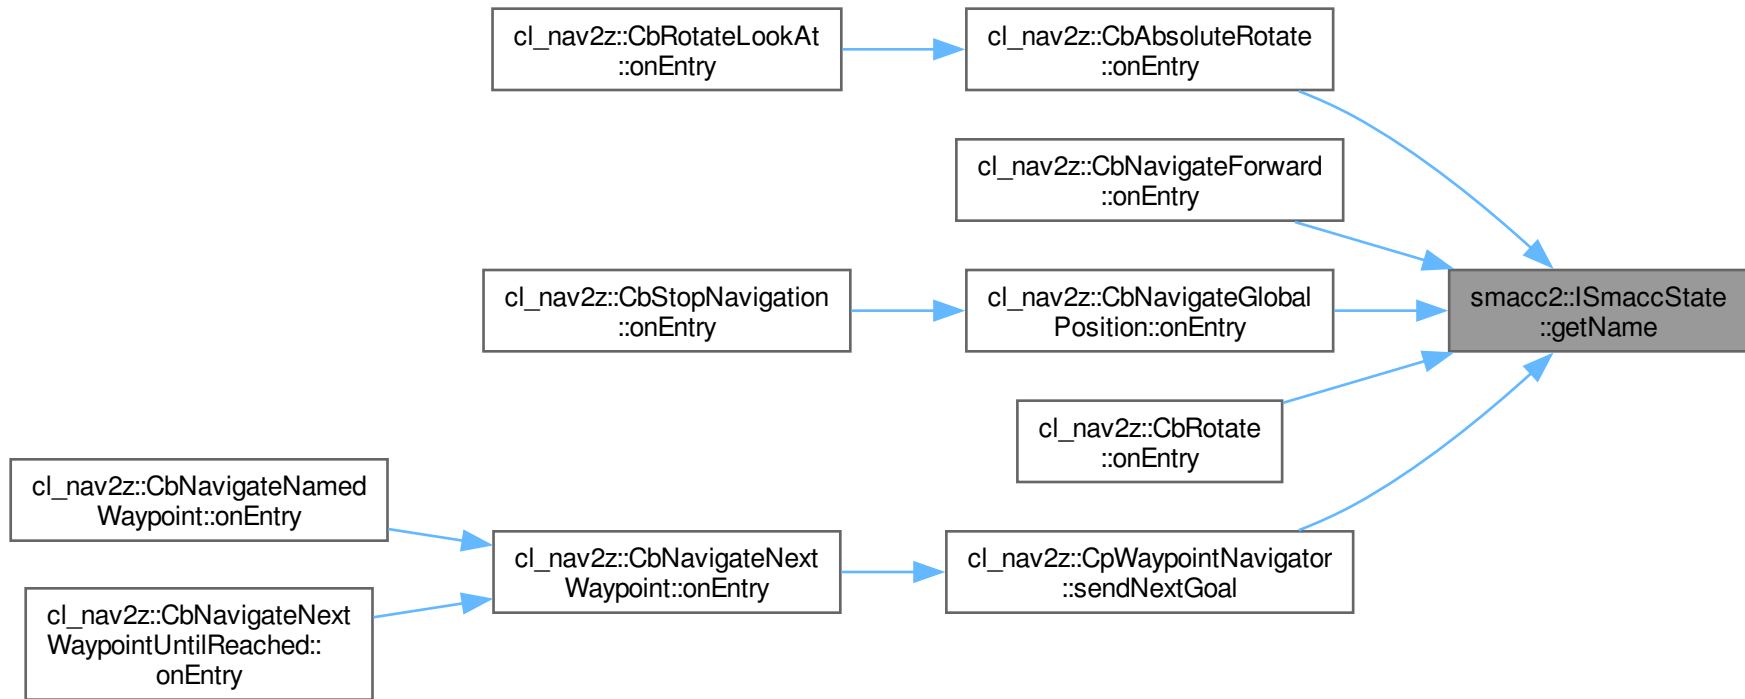 cl_nav2z::CbRotateLookAt
::onEntry
cl_nav2z::CbAbsoluteRotate
::onEntry
cl_nav2z::CbNavigateForward
::onEntry
cl_nav2z::CbStopNavigation
::onEntry
cl_nav2z::CbNavigateGlobal
Position::onEntry
smacc2::ISmaccState
::getName
cl_nav2z::CbRotate
::onEntry
cl_nav2z::CbNavigateNamed
Waypoint::onEntry
cl_nav2z::CbNavigateNext
Waypoint::onEntry
cl_nav2z::CpWaypointNavigator
::sendNextGoal
cl_nav2z::CbNavigateNext
WaypointUntilReached::
onEntry